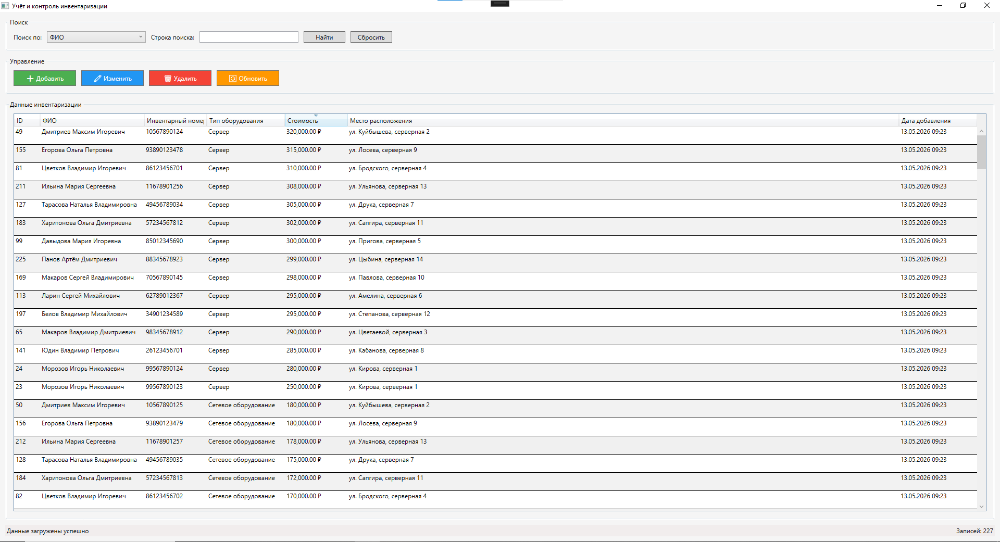 Учёт и контроль инвентаризации
Поиск
Поиск по: ФИО Строка поиска: Найти Сбросить
Управление
Добавить Изменить Удалить Обновить
Данные инвентаризации
ID ФИО Инвентарный номер Тип оборудования Стоимость Место расположения Дата добавления
49 Дмитриев Максим Игоревич 10567890124 Сервер 320,000.00 ₽ ул. Куйбышева, серверная 2 13.05.2026 09:23
155 Егорова Ольга Петровна 93890123478 Сервер 315,000.00 ₽ ул. Лосева, серверная 9 13.05.2026 09:23
81 Цветков Владимир Игоревич 86123456701 Сервер 310,000.00 ₽ ул. Бродского, серверная 4 13.05.2026 09:23
211 Ильина Мария Сергеевна 11678901256 Сервер 308,000.00 ₽ ул. Ульянова, серверная 13 13.05.2026 09:23
127 Тарасова Наталья Владимировна 49456789034 Сервер 305,000.00 ₽ ул. Друка, серверная 7 13.05.2026 09:23
183 Харитонова Ольга Дмитриевна 57234567812 Сервер 302,000.00 ₽ ул. Сапгира, серверная 11 13.05.2026 09:23
99 Давыдова Мария Игоревна 85012345690 Сервер 300,000.00 ₽ ул. Пригова, серверная 5 13.05.2026 09:23
225 Панов Артём Дмитриевич 88345678923 Сервер 299,000.00 ₽ ул. Цыбина, серверная 14 13.05.2026 09:23
169 Макаров Сергей Владимирович 70567890145 Сервер 298,000.00 ₽ ул. Павлова, серверная 10 13.05.2026 09:23
113 Ларин Сергей Михайлович 62789012367 Сервер 295,000.00 ₽ ул. Амелина, серверная 6 13.05.2026 09:23
197 Белов Владимир Михайлович 34901234589 Сервер 295,000.00 ₽ ул. Степанова, серверная 12 13.05.2026 09:23
65 Макаров Владимир Дмитриевич 98345678912 Сервер 290,000.00 ₽ ул. Цветаевой, серверная 3 13.05.2026 09:23
141 Юдин Владимир Петрович 26123456701 Сервер 285,000.00 ₽ ул. Кабанова, серверная 8 13.05.2026 09:23
24 Морозов Игорь Николаевич 99567890124 Сервер 280,000.00 ₽ ул. Кирова, серверная 1 13.05.2026 09:23
23 Морозов Игорь Николаевич 99567890123 Сервер 250,000.00 ₽ ул. Кирова, серверная 1 13.05.2026 09:23
50 Дмитриев Максим Игоревич 10567890125 Сетевое оборудование 180,000.00 ₽ ул. Куйбышева, серверная 2 13.05.2026 09:23
156 Егорова Ольга Петровна 93890123479 Сетевое оборудование 180,000.00 ₽ ул. Лосева, серверная 9 13.05.2026 09:23
212 Ильина Мария Сергеевна 11678901257 Сетевое оборудование 178,000.00 ₽ ул. Ульянова, серверная 13 13.05.2026 09:23
128 Тарасова Наталья Владимировна 49456789035 Сетевое оборудование 175,000.00 ₽ ул. Друка, серверная 7 13.05.2026 09:23
184 Харитонова Ольга Дмитриевна 57234567813 Сетевое оборудование 172,000.00 ₽ ул. Сапгира, серверная 11 13.05.2026 09:23
82 Цветков Владимир Игоревич 86123456702 Сетевое оборудование 170,000.00 ₽ ул. Бродского, серверная 4 13.05.2026 09:23
Данные загружены успешно Записей: 227